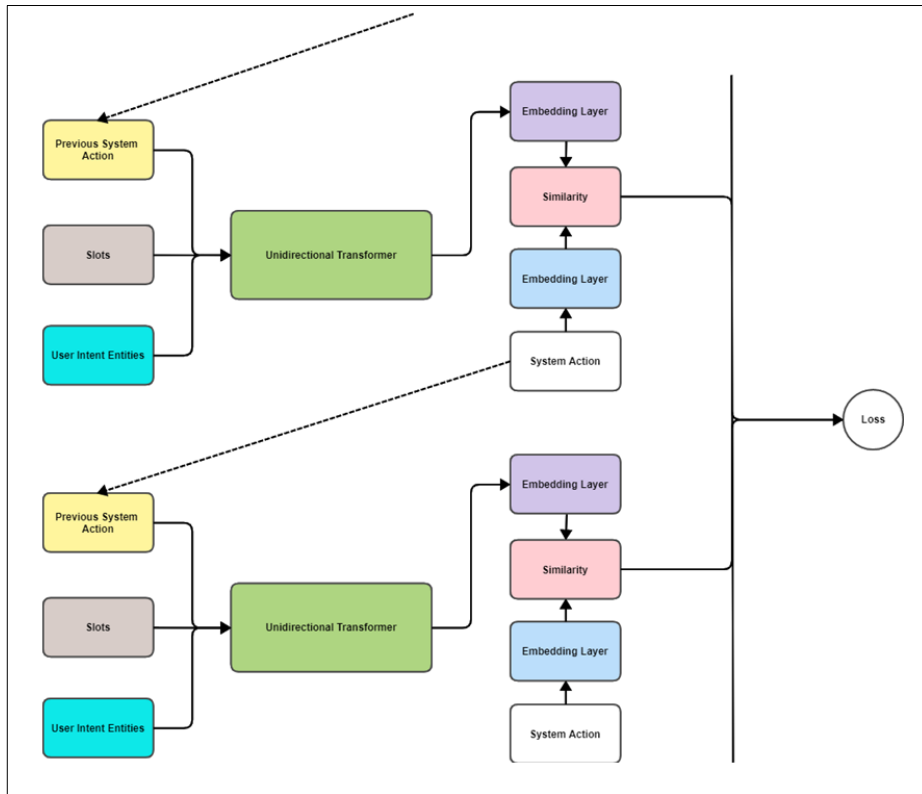 Embedding Layer
Previous System
Action
Similarity
Slots
Unidirectional Transformer
Embedding Layer
User Intent Entities
System Action
Loss
Embedding Layer
Previous System
Action
Similarity
Slots
Unidirectional Transformer
Embedding Layer
User Intent Entities
System Action